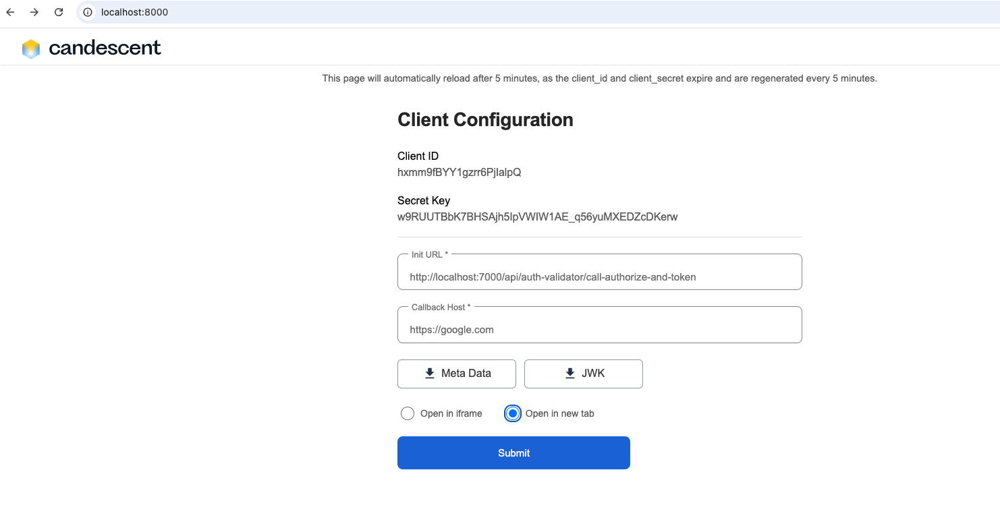 localhost:8000
candescent
This page will automatically reload after 5 minutes, as the client_id and client_secret expire and are regenerated every 5 minutes.
Client Configuration
Client ID
hxmm9fBYY1gzrr6PjIalpQ
Secret Key
w9RUUTBbK7BHSAjh5IpVWIW1AE_q56yuMXEDZcDKerw
Init URL *
http://localhost:7000/api/auth-validator/call-authorize-and-token
Callback Host *
https://google.com
Meta Data
JWK
Open in iframe
Open in new tab
Submit